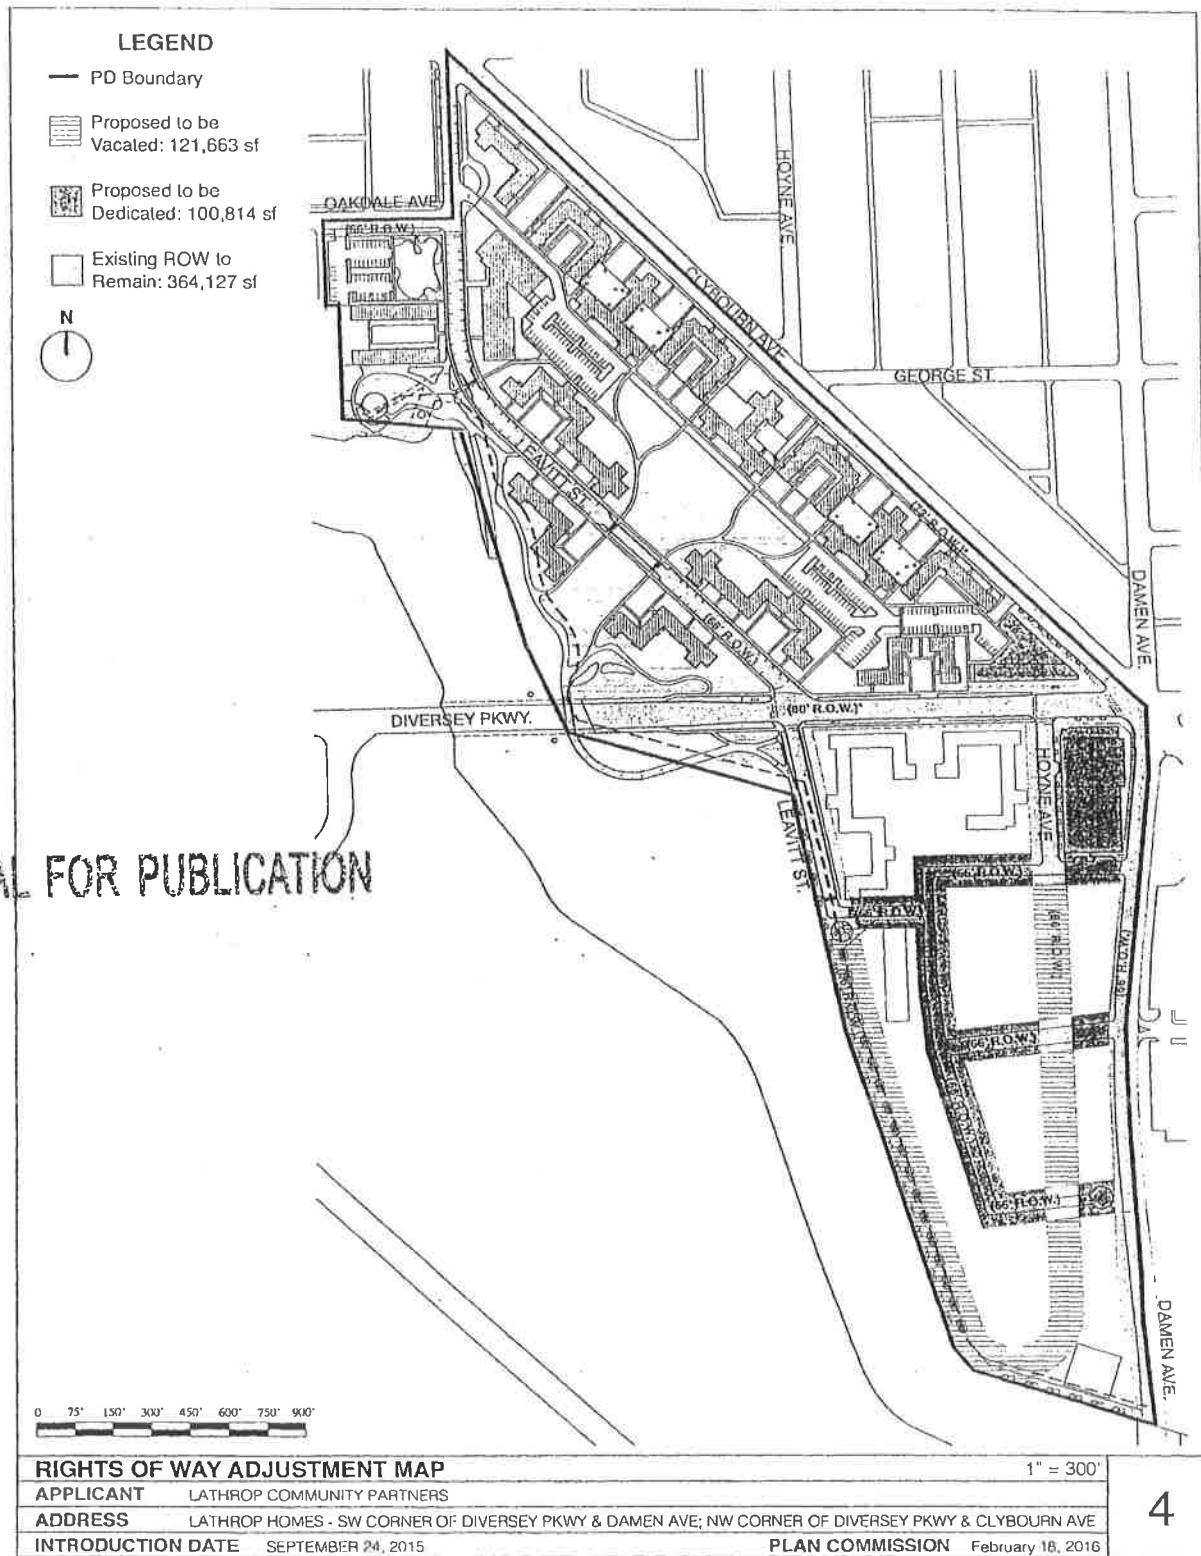 LEGEND
PD Boundary
Proposed to be
Vacated: 121,663 sf
Proposed to be
Dedicated: 100,814 sf
Existing ROW to
Remain: 364,127 sf
N
OAKDALE AVE
(66' R.O.W.)
HOYNE AVE.
CLYBOURN AVE
GEORGE ST.
LEAVITT ST.
DAMEN AVE.
(66' R.O.W.)
DIVERSEY PKWY.
(80' R.O.W.)*
HOYNE AVE
LEAVITT ST.
FOR PUBLICATION
(66' R.O.W.)
(66' R.O.W.)
(66' R.O.W.)
(66' R.O.W.)
(66' R.O.W.)
DAMEN AVE.
0 75' 150' 300' 450' 600' 750' 900'
RIGHTS OF WAY ADJUSTMENT MAP 1" = 300'
APPLICANT LATHROP COMMUNITY PARTNERS
ADDRESS LATHROP HOMES - SW CORNER OF DIVERSEY PKWY & DAMEN AVE; NW CORNER OF DIVERSEY PKWY & CLYBOURN AVE
INTRODUCTION DATE SEPTEMBER 24, 2015 PLAN COMMISSION February 18, 2016
4